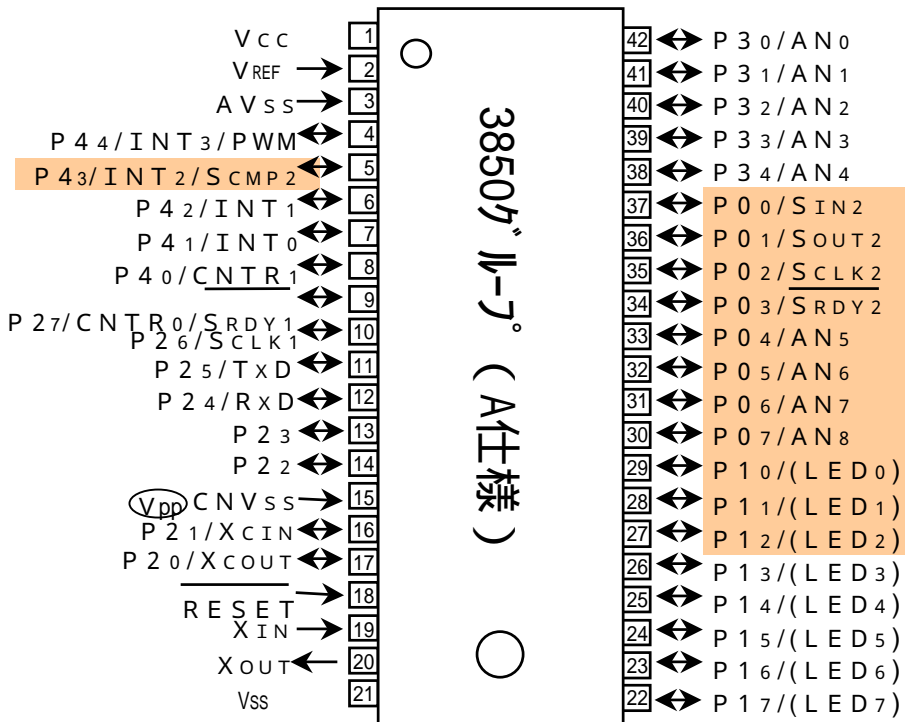 VCC 1
VREF 2
AVSS 3
P44/INT3/PWM 4
P43/INT2/SCMP2 5
P42/INT1 6
P41/INT0 7
P40/CNTR1 8
P27/CNTR0/SRDY1 9
P26/SCLK1 10
P25/TXD 11
P24/RXD 12
P23 13
P22 14
Vpp CNVSS 15
P21/XCIN 16
P20/XCOUT 17
RESET 18
XIN 19
XOUT 20
VSS 21
3850グループ(A仕様)
42 P30/AN0
41 P31/AN1
40 P32/AN2
39 P33/AN3
38 P34/AN4
37 P00/SIN2
36 P01/SOUT2
35 P02/SCLK2
34 P03/SRDY2
33 P04/AN5
32 P05/AN6
31 P06/AN7
30 P07/AN8
29 P10/(LED0)
28 P11/(LED1)
27 P12/(LED2)
26 P13/(LED3)
25 P14/(LED4)
24 P15/(LED5)
23 P16/(LED6)
22 P17/(LED7)